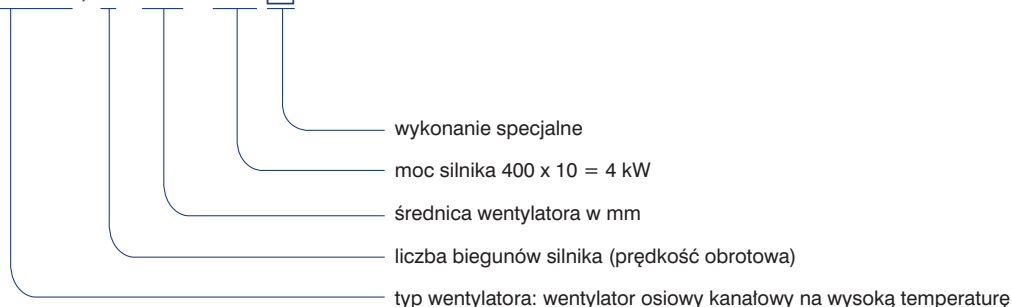 wykonanie specjalne
moc silnika 400 x 10 = 4 kW
średnica wentylatora w mm
liczba biegunów silnika (prędkość obrotowa)
typ wentylatora: wentylator osiowy kanałowy na wysoką temperaturę